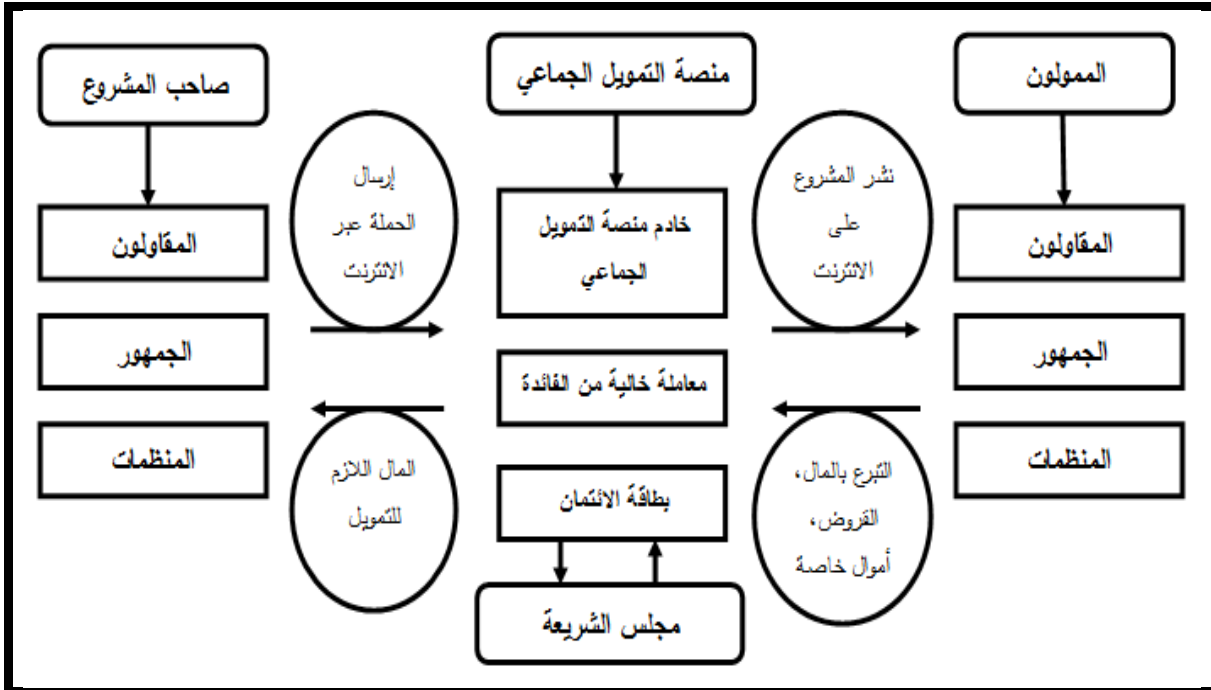 الممولون
منصة التمويل الجماعي
صاحب المشروع
نشر المشروع
على
الانترنت
إرسال
الحملة عبر
الانترنت
المقاولون
خادم منصة التمويل
الجماعي
المقاولون
الجمهور
معاملة خالية من الفائدة
الجمهور
المنظمات
التبرع بالمال،
القروض،
أموال خاصة
بطاقة الائتمان
المال اللازم
للتمويل
المنظمات
مجلس الشريعة